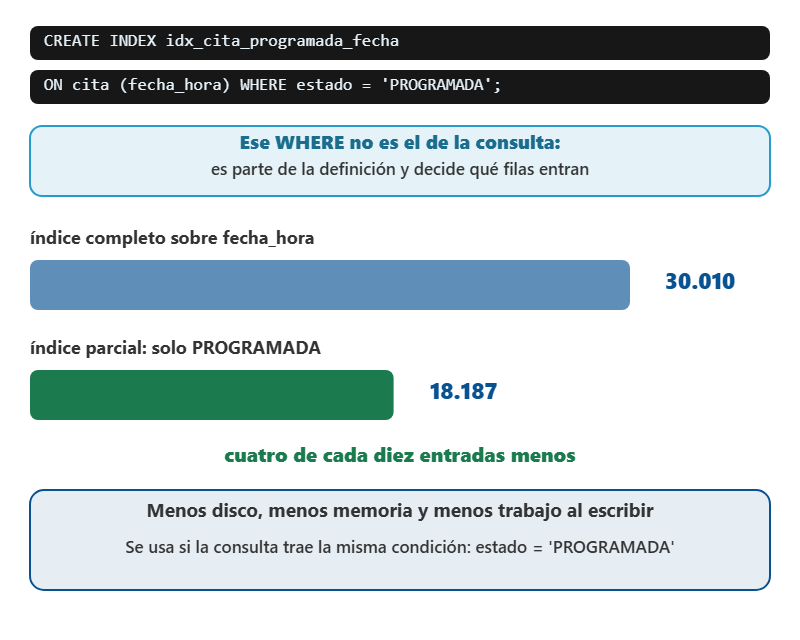 CREATE INDEX idx_cita_programada_fecha
ON cita (fecha_hora) WHERE estado = 'PROGRAMADA';
Ese WHERE no es el de la consulta:
es parte de la definición y decide qué filas entran
índice completo sobre fecha_hora
30.010
índice parcial: solo PROGRAMADA
18.187
cuatro de cada diez entradas menos
Menos disco, menos memoria y menos trabajo al escribir
Se usa si la consulta trae la misma condición: estado = 'PROGRAMADA'